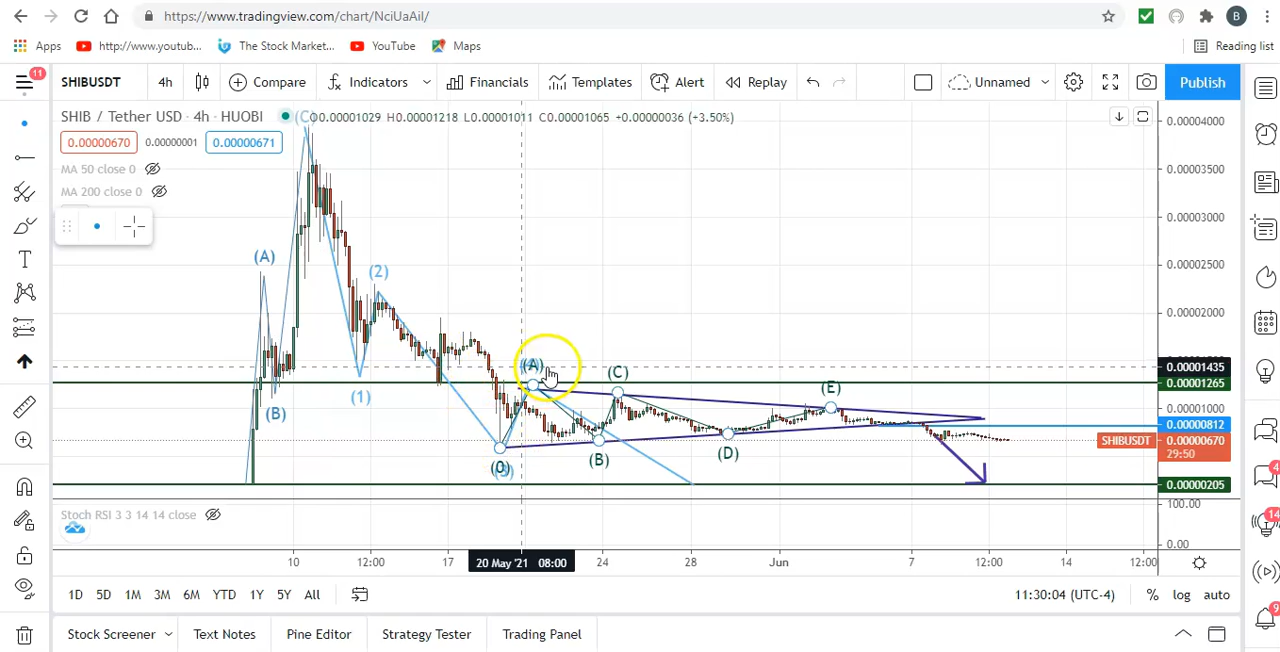 https://www.tradingview.com/chart/NciUaAiI/
B
Apps http://www.youtub... The Stock Market... YouTube Maps Reading list
11 SHIBUSDT 4h Compare Indicators Financials Templates Alert Replay Unnamed Publish
SHIB / Tether USD · 4h · HUOBI O0.00001029 H0.00001218 L0.00001011 C0.00001065 +0.00000036 (+3.50%)
0.00000670 0.00000001 0.00000671
MA 50 close 0
MA 200 close 0
(C)
(A)
(B)
(1)
(2)
(A)
(C)
(E)
(B)
(D)
(0)
0.00004000
0.00003500
0.00003000
0.00002500
0.00002000
0.00001435
0.00001265
0.00001000
0.00000812
SHIBUSDT 0.00000670
29:50
0.00000205
Stoch RSI 3 3 14 14 close
100.00
0.00
10 12:00 17 20 May '21 08:00 24 28 Jun 7 12:00 14 12:00
1D 5D 1M 3M 6M YTD 1Y 5Y All 11:30:04 (UTC-4) % log auto
Stock Screener Text Notes Pine Editor Strategy Tester Trading Panel
4
14
9